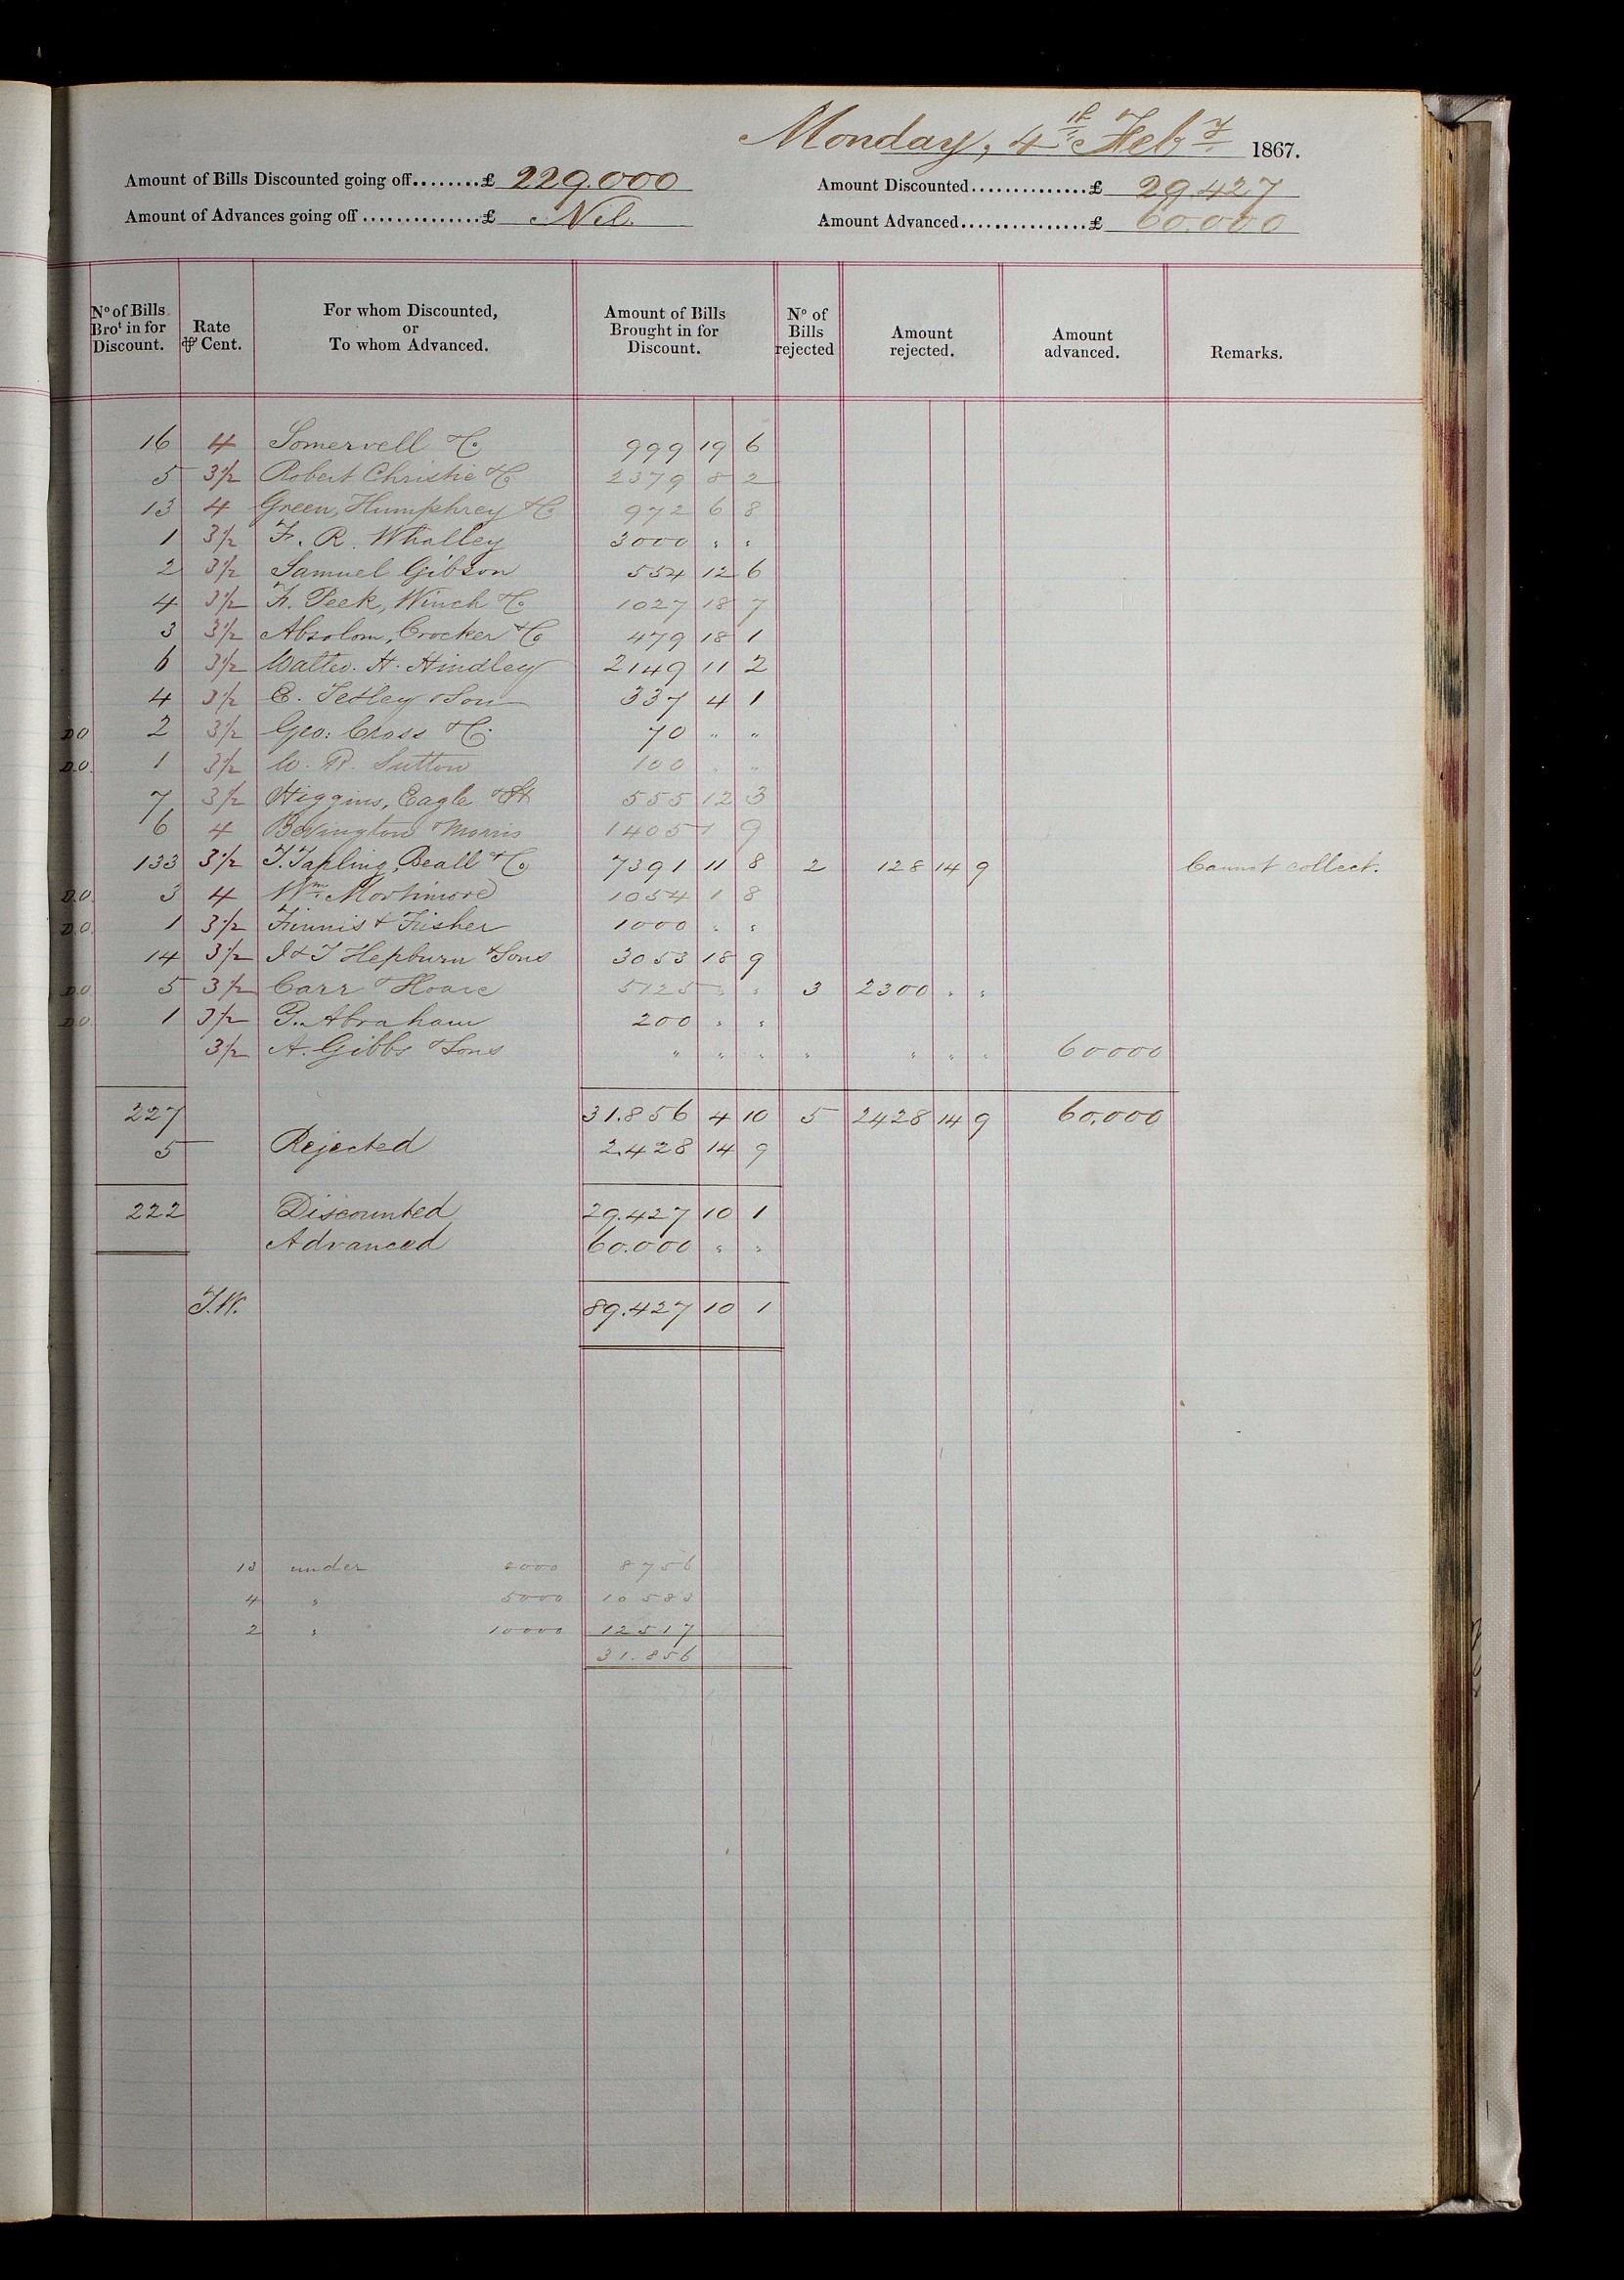 Monday, 4th Feby 1867.
Amount of Bills Discounted going off........£ 229.000 Amount Discounted..............£ 29427
Amount of Advances going off..............£ Nil. Amount Advanced...............£ 60.000
No of Bills Brot in for Discount. Rate ⅌ Cent. For whom Discounted, or To whom Advanced. Amount of Bills Brought in for Discount. No of Bills rejected Amount rejected. Amount advanced. Remarks.
16 4 Somervell & Co 999 19 6
5 3½ Robert Christie & Co 2379 8 2
13 4 Green, Humphrey & Co 972 6 8
1 3½ F. R. Whalley 3000 " "
2 3½ Samuel Gibson 554 12 6
4 3½ F. Peek, Winch & Co 1027 18 7
3 3½ Absolom, Crocker & Co 479 18 1
6 3½ H. Hindley 2149 11 2
4 3½ E. Tetley & Son 337 4 1
D.O 2 3½ Geo: Cross & Co. 70 " "
D.O. 1 3½ W. R. Sutton 100 " "
7 3½ Higgins, Eagle & 555 12 3
6 4 Bevington & Morris 1405 1 9
133 3½ T. Tapling, Beall & Co 7391 11 8 2 128 14 9 Cannot collect.
D.O. 3 4 Wm Mortimore 1054 1 8
D.O. 1 3½ Finnis & Fisher 1000 " "
14 3½ J & T Hepburn & Sons 3053 18 9
D.O 5 3½ Carr & Hoare 5125 " " 3 2300 " "
D.O 1 3½ Abraham 200 " "
3½ A. Gibbs & Sons " " " " " " " 60000
227 31.856 4 10 5 2428 14 9 60.000
5 Rejected 2.428 14 9
222 Discounted 29.427 10 1
Advanced 60.000 " "
T.W. 89.427 10 1
13 under 2000 8756
4 " 5000 10583
2 " 10000 12517
31.856